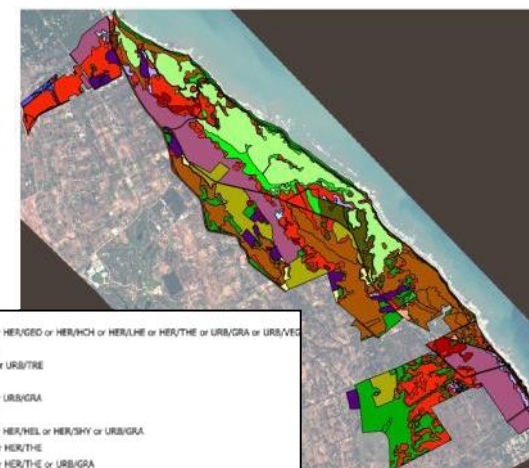 HER/GEO or HER/HCH or HER/LHE or HER/THE or URB/GRA or URB/VEG
URB/TRE
URB/GRA
HER/HEL or HER/SHY or URB/GRA
HER/THE
HER/THE or URB/GRA